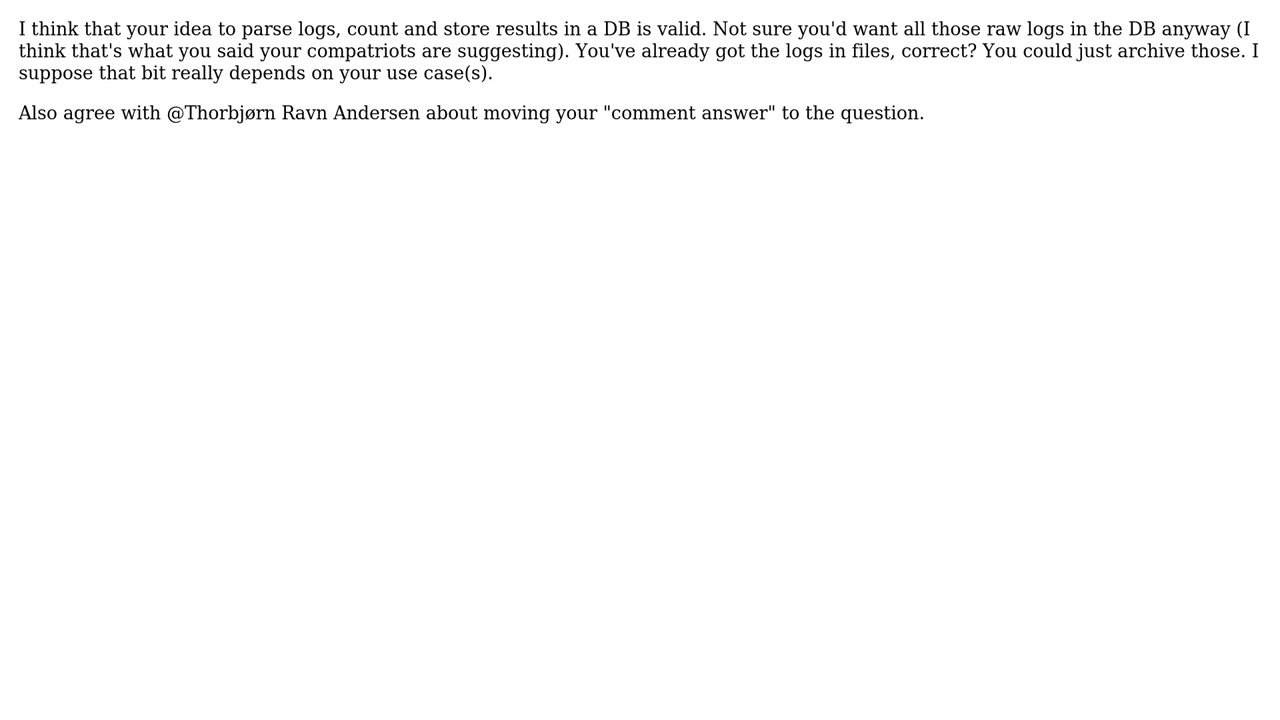 I think that your idea to parse logs, count and store results in a DB is valid. Not sure you'd want all those raw logs in the DB anyway (I
think that's what you said your compatriots are suggesting). You've already got the logs in files, correct? You could just archive those. I
suppose that bit really depends on your use case(s).
Also agree with @Thorbjørn Ravn Andersen about moving your "comment answer" to the question.